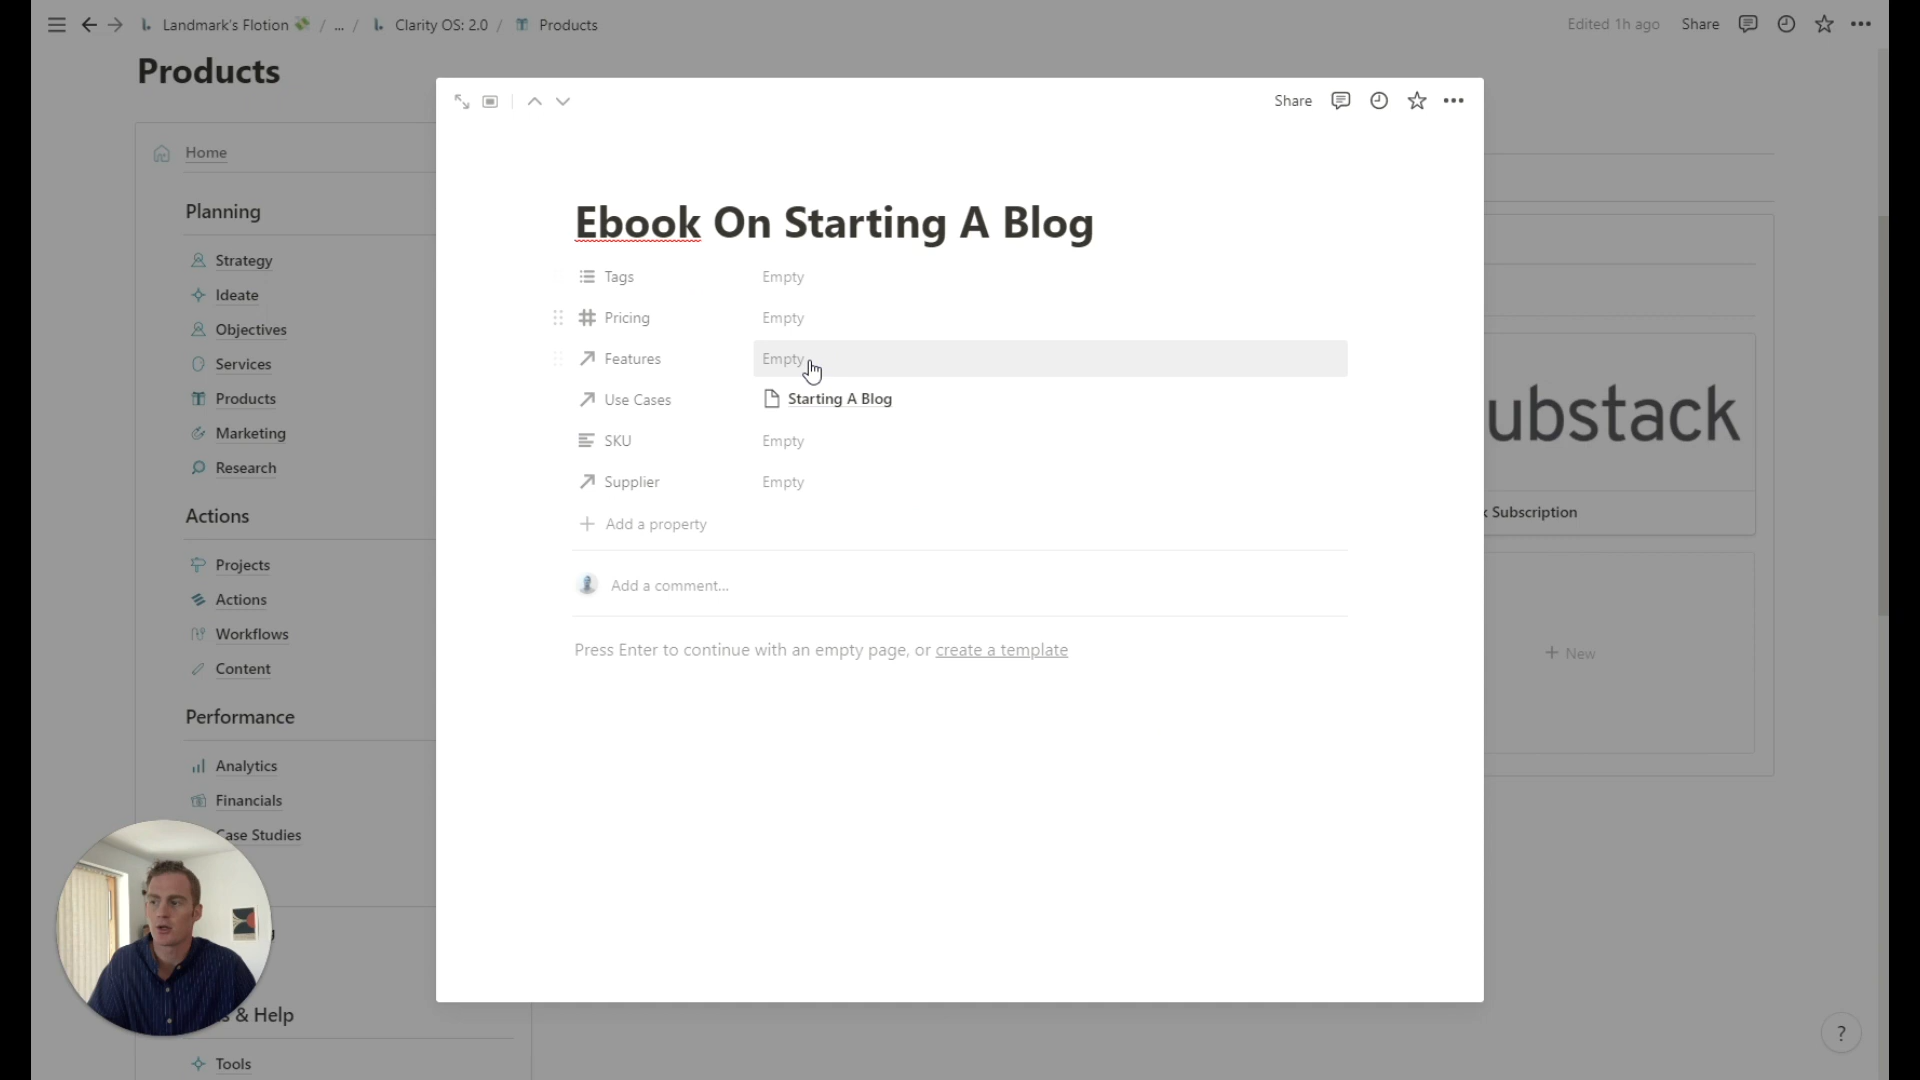 Landmark's Flotion / ... / Clarity OS: 2.0 / Products
Edited 1h ago Share
Products
Share
Home
Planning
Strategy
Ideate
Objectives
Services
Products
Marketing
Research
Actions
Projects
Actions
Workflows
Content
Performance
Analytics
Financials
Case Studies
& Help
Tools
Ebook On Starting A Blog
Tags Empty
Pricing Empty
Features Empty
Use Cases Starting A Blog
SKU Empty
Supplier Empty
+ Add a property
Add a comment...
Press Enter to continue with an empty page, or create a template
ubstack
Subscription
+ New
?